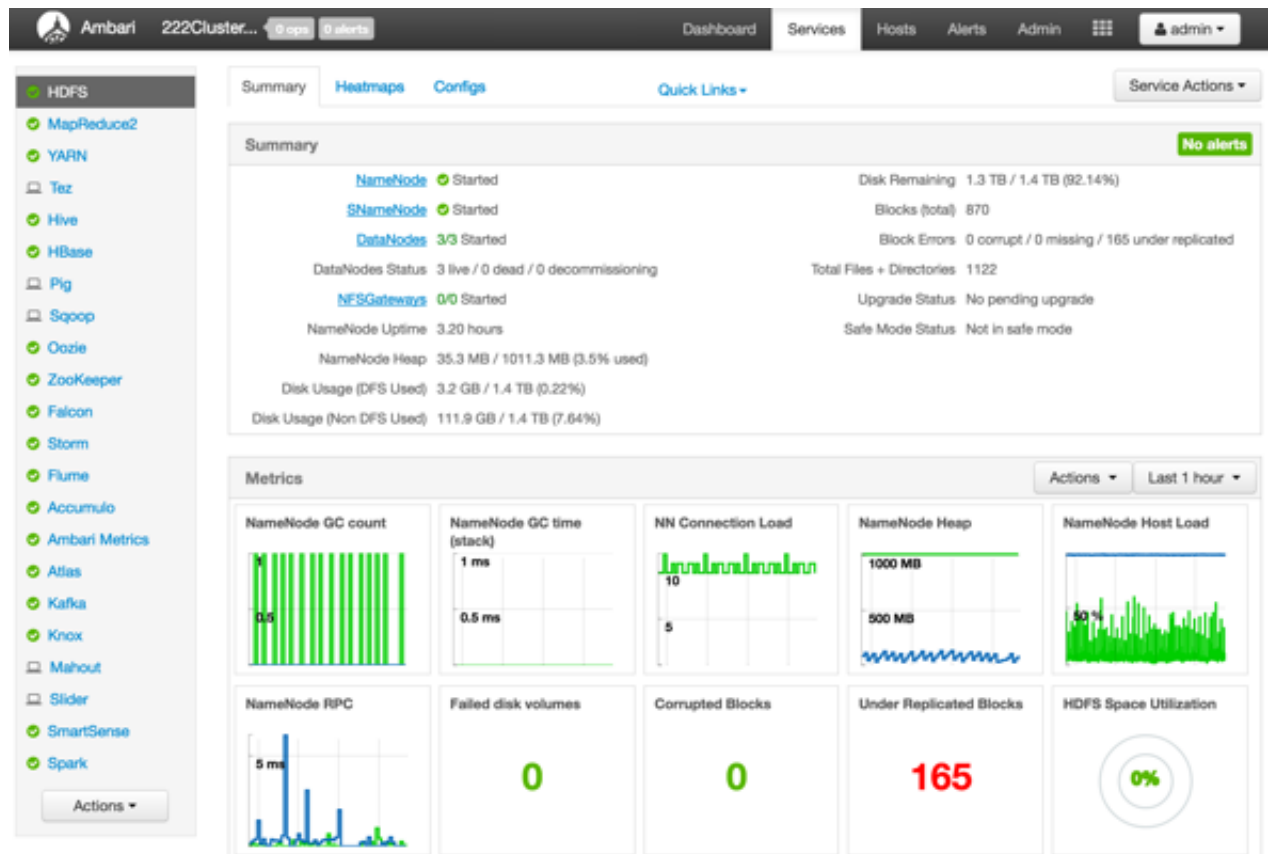 Ambari 222Cluster... 0 ops 0 alerts Dashboard Services Hosts Alerts Admin admin
HDFS
MapReduce2
YARN
Tez
Hive
HBase
Pig
Sqoop
Oozie
ZooKeeper
Falcon
Storm
Flume
Accumulo
Ambari Metrics
Atlas
Kafka
Knox
Mahout
Slider
SmartSense
Spark
Actions
Summary Heatmaps Configs Quick Links Service Actions
Summary No alerts
NameNode Started
SNameNode Started
DataNodes 3/3 Started
DataNodes Status 3 live / 0 dead / 0 decommissioning
NFSGateways 0/0 Started
NameNode Uptime 3.20 hours
NameNode Heap 35.3 MB / 1011.3 MB (3.5% used)
Disk Usage (DFS Used) 3.2 GB / 1.4 TB (0.22%)
Disk Usage (Non DFS Used) 111.9 GB / 1.4 TB (7.64%)
Disk Remaining 1.3 TB / 1.4 TB (92.14%)
Blocks (total) 870
Block Errors 0 corrupt / 0 missing / 165 under replicated
Total Files + Directories 1122
Upgrade Status No pending upgrade
Safe Mode Status Not in safe mode
Metrics Actions Last 1 hour
NameNode GC count
1
0.5
NameNode GC time
(stack)
1 ms
0.5 ms
NN Connection Load
10
5
NameNode Heap
1000 MB
500 MB
NameNode Host Load
50 %
NameNode RPC
5 ms
Failed disk volumes
0
Corrupted Blocks
0
Under Replicated Blocks
165
HDFS Space Utilization
0%